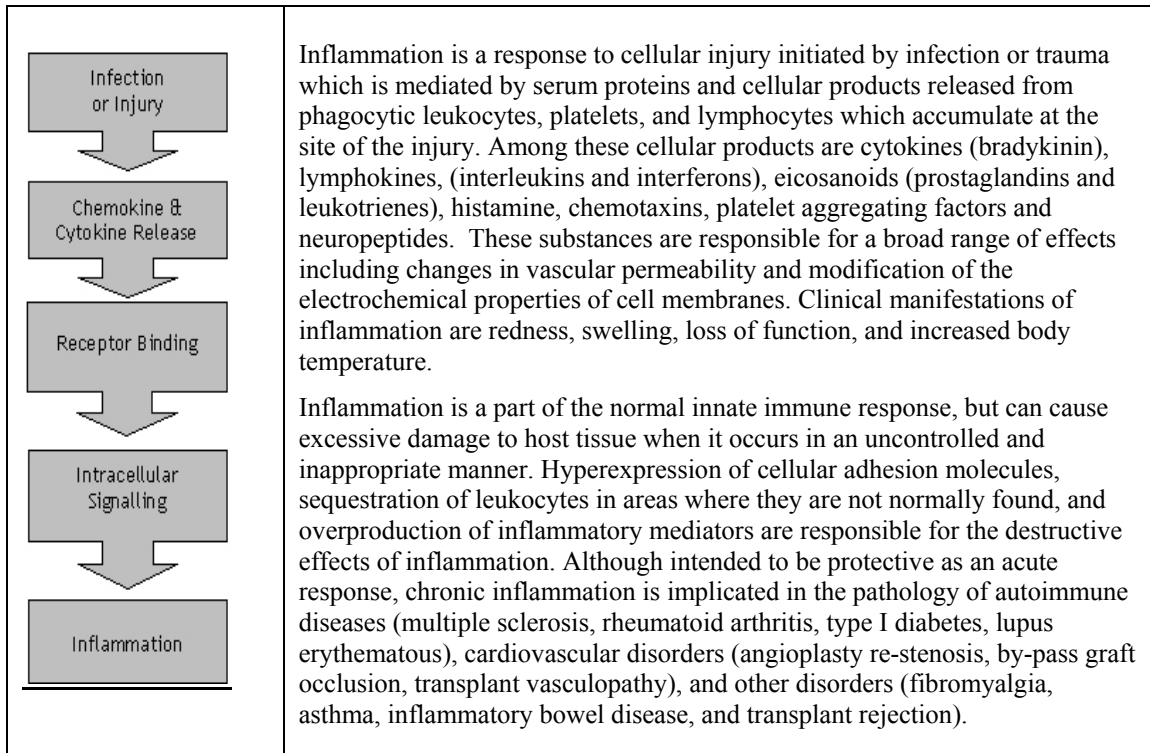 Infection
or Injury
Chemokine &
Cytokine Release
Receptor Binding
Intracellular
Signalling
Inflammation
Inflammation is a response to cellular injury initiated by infection or trauma
which is mediated by serum proteins and cellular products released from
phagocytic leukocytes, platelets, and lymphocytes which accumulate at the
site of the injury. Among these cellular products are cytokines (bradykinin),
lymphokines, (interleukins and interferons), eicosanoids (prostaglandins and
leukotrienes), histamine, chemotaxins, platelet aggregating factors and
neuropeptides.  These substances are responsible for a broad range of effects
including changes in vascular permeability and modification of the
electrochemical properties of cell membranes. Clinical manifestations of
inflammation are redness, swelling, loss of function, and increased body
temperature.
Inflammation is a part of the normal innate immune response, but can cause
excessive damage to host tissue when it occurs in an uncontrolled and
inappropriate manner. Hyperexpression of cellular adhesion molecules,
sequestration of leukocytes in areas where they are not normally found, and
overproduction of inflammatory mediators are responsible for the destructive
effects of inflammation. Although intended to be protective as an acute
response, chronic inflammation is implicated in the pathology of autoimmune
diseases (multiple sclerosis, rheumatoid arthritis, type I diabetes, lupus
erythematous), cardiovascular disorders (angioplasty re-stenosis, by-pass graft
occlusion, transplant vasculopathy), and other disorders (fibromyalgia,
asthma, inflammatory bowel disease, and transplant rejection).